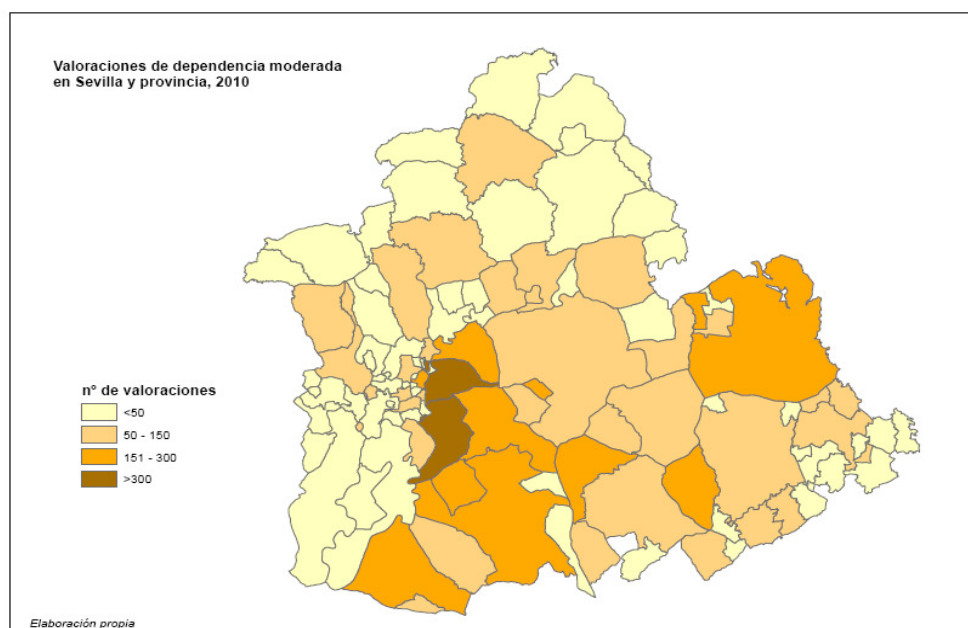 Valoraciones de dependencia moderada
en Sevilla y provincia, 2010
nº de valoraciones
<50
50 - 150
151 - 300
>300
Elaboración propia